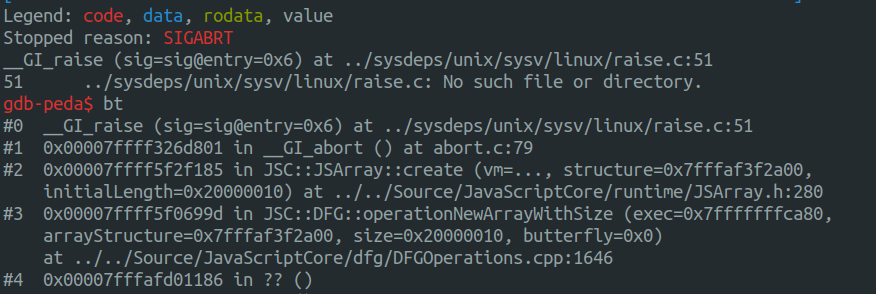 Legend: code, data, rodata, value
Stopped reason: SIGABRT
__GI_raise (sig=sig@entry=0x6) at ../sysdeps/unix/sysv/linux/raise.c:51
51      ../sysdeps/unix/sysv/linux/raise.c: No such file or directory.
gdb-peda$ bt
#0  __GI_raise (sig=sig@entry=0x6) at ../sysdeps/unix/sysv/linux/raise.c:51
#1  0x00007ffff326d801 in __GI_abort () at abort.c:79
#2  0x00007ffff5f2f185 in JSC::JSArray::create (vm=..., structure=0x7fffaf3f2a00,
    initialLength=0x20000010) at ../../Source/JavaScriptCore/runtime/JSArray.h:280
#3  0x00007ffff5f0699d in JSC::DFG::operationNewArrayWithSize (exec=0x7fffffffca80,
    arrayStructure=0x7fffaf3f2a00, size=0x20000010, butterfly=0x0)
    at ../../Source/JavaScriptCore/dfg/DFGOperations.cpp:1646
#4  0x00007fffafd01186 in ?? ()